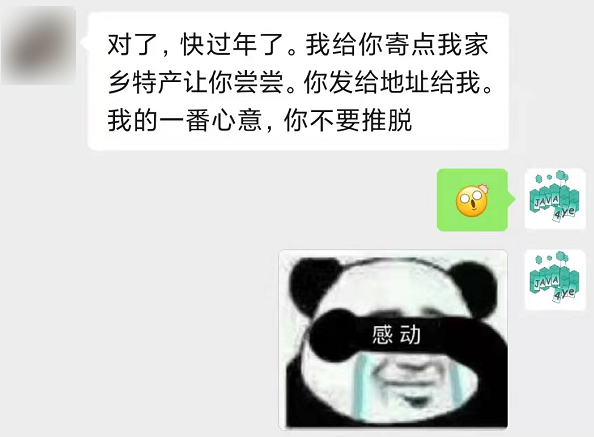 对了，快过年了。我给你寄点我家
乡特产让你尝尝。你发给地址给我。
我的一番心意，你不要推脱
JAVA
4ye
感动
JAVA
4ye